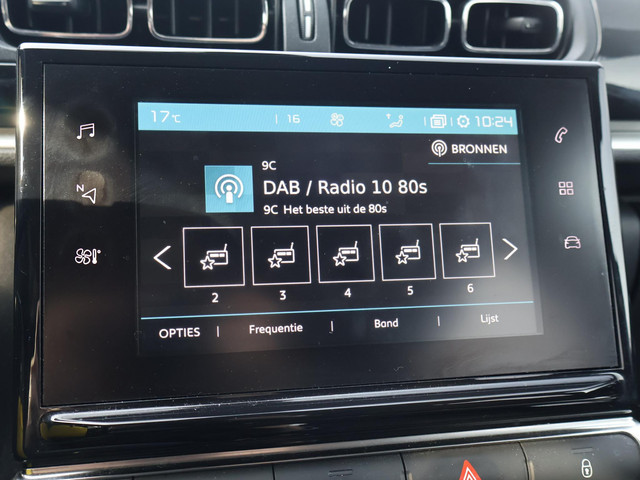 17°C 16 10:24
BRONNEN
9C
DAB / Radio 10 80s
9C Het beste uit de 80s
N
2 3 4 5 6
OPTIES | Frequentie | Band | Lijst